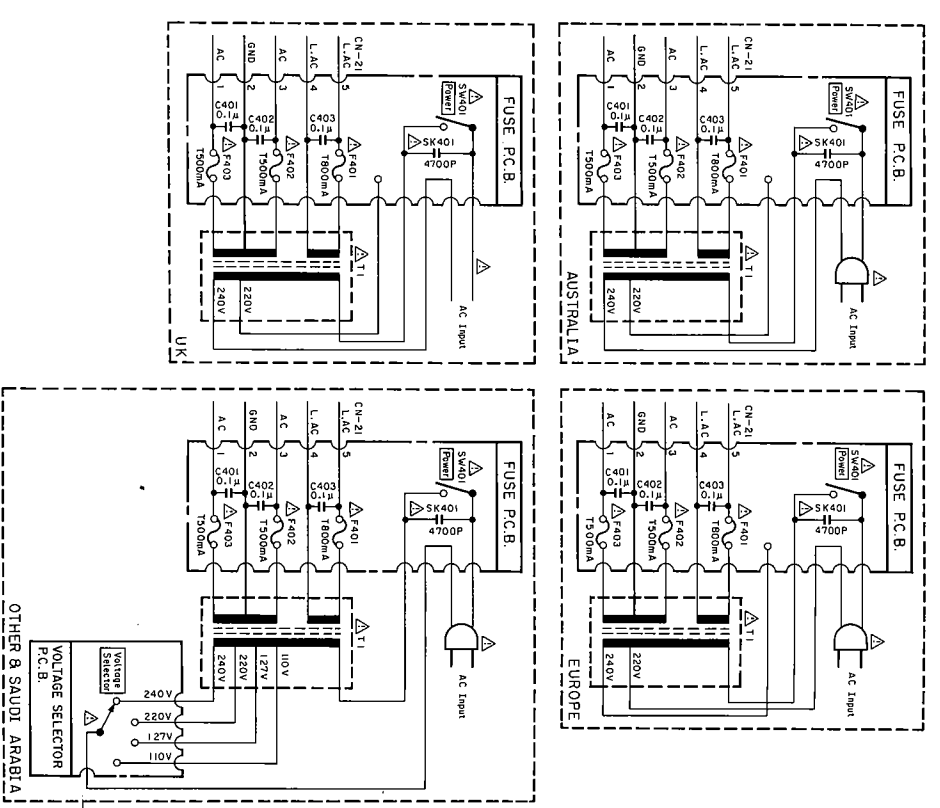 FUSE P.C.B.
SW401
Power
CN-21
L.AC
5
L.AC
4
AC
3
GND
2
AC
1
SK401
4700P
C403
0.1µ
C402
0.1µ
C401
0.1µ
F401
T800mA
F402
T500mA
F403
T500mA
T1
220V
240V
AC Input
UK
FUSE P.C.B.
SW401
Power
CN-21
L.AC
5
L.AC
4
AC
3
GND
2
AC
1
SK401
4700P
C403
0.1µ
C402
0.1µ
C401
0.1µ
F401
T800mA
F402
T500mA
F403
T500mA
T1
220V
240V
AC Input
AUSTRALIA
FUSE P.C.B.
SW401
Power
CN-21
L.AC
5
L.AC
4
AC
3
GND
2
AC
1
SK401
4700P
C403
0.1µ
C402
0.1µ
C401
0.1µ
F401
T800mA
F402
T500mA
F403
T500mA
T1
110V
127V
220V
240V
AC Input
240V
220V
127V
110V
Voltage
Selector
VOLTAGE SELECTOR
P.C.B.
OTHER & SAUDI ARABIA
FUSE P.C.B.
SW401
Power
CN-21
L.AC
5
L.AC
4
AC
3
GND
2
AC
1
SK401
4700P
C403
0.1µ
C402
0.1µ
C401
0.1µ
F401
T800mA
F402
T500mA
F403
T500mA
T1
220V
240V
AC Input
EUROPE